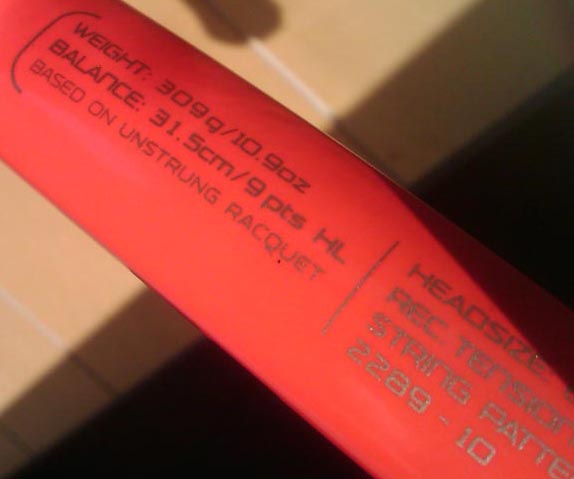 WEIGHT: 309g/10.9oz
BALANCE: 31.5cm/9 pts HL
BASED ON UNSTRUNG RACQUET
HEADSIZE
REC TENSION
STRING PATTE
2289-10